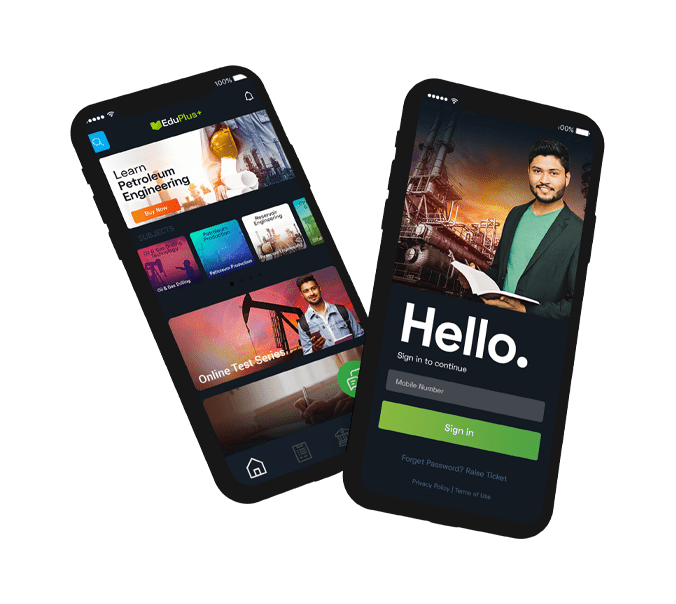 100%
EduPlus+
Learn
Petroleum
Engineering
Buy Now
SUBJECTS
Oil & Gas Drilling
Technology
Oil & Gas Drilling
Petroleum
Production
Petroleum Production
Reservoir
Engineering
Online Test Series
100%
Hello.
Sign in to continue
Mobile Number
Sign in
Forget Password? Raise Ticket
Privacy Policy | Terms of Use